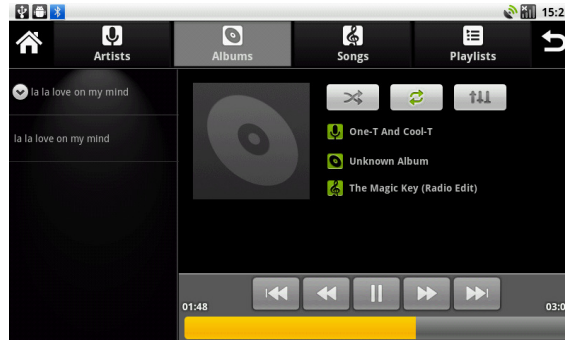 15:2
Artists
Albums
Songs
Playlists
la la love on my mind
la la love on my mind
One-T And Cool-T
Unknown Album
The Magic Key (Radio Edit)
01:48
03:0